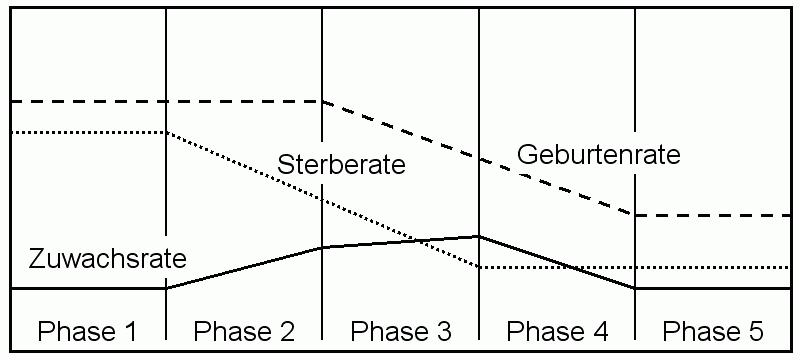 Sterberate
Geburtenrate
Zuwachsrate
Phase 1
Phase 2
Phase 3
Phase 4
Phase 5